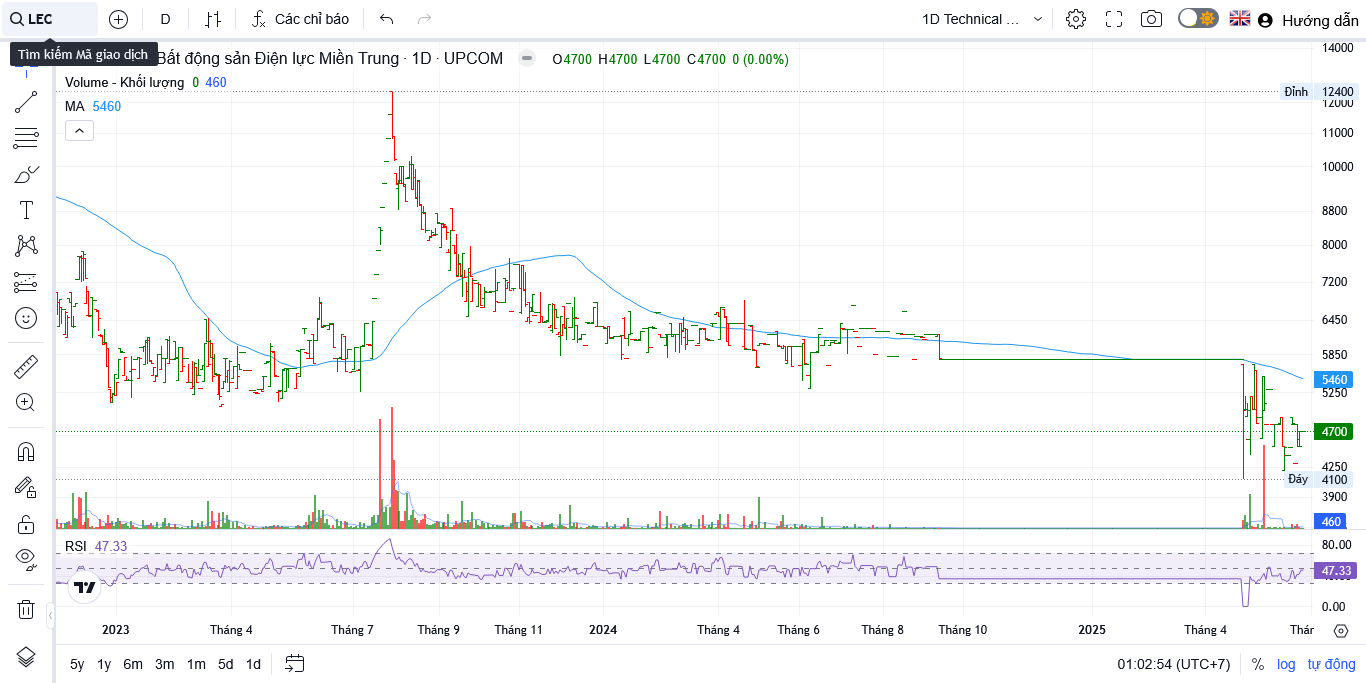 LEC D Các chỉ báo 1D Technical ... Hướng dẫn
Tìm kiếm Mã giao dịch
Bất động sản Điện lực Miền Trung · 1D · UPCOM O4700 H4700 L4700 C4700 0 (0.00%)
Volume - Khối lượng 0 460
MA 5460
14000
Đỉnh 12400
12000
11000
10000
8800
8000
7200
6450
5850
5460
5250
4700
4250
Đáy 4100
3900
460
RSI 47.33
80.00
47.33
0.00
2023 Tháng 4 Tháng 7 Tháng 9 Tháng 11 2024 Tháng 4 Tháng 6 Tháng 8 Tháng 10 2025 Tháng 4 Thár
5y 1y 6m 3m 1m 5d 1d 01:02:54 (UTC+7) % log tự động